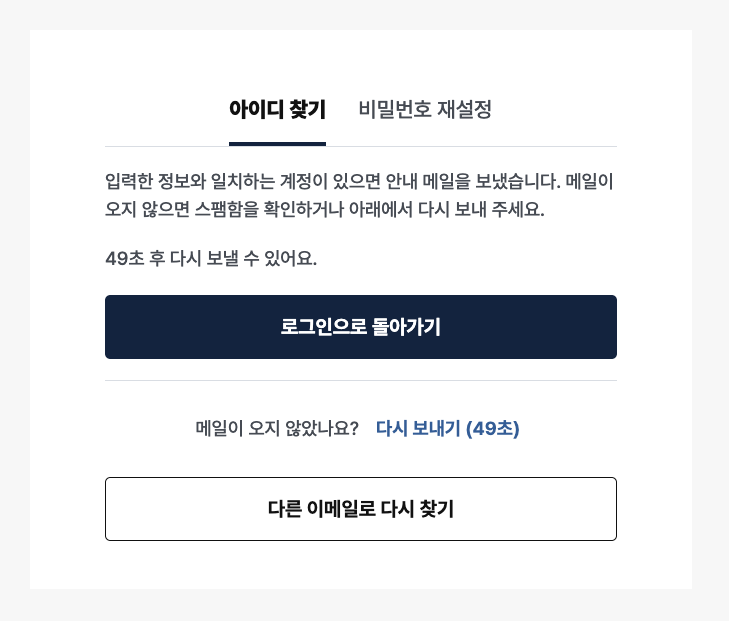 아이디 찾기 비밀번호 재설정
입력한 정보와 일치하는 계정이 있으면 안내 메일을 보냈습니다. 메일이
오지 않으면 스팸함을 확인하거나 아래에서 다시 보내 주세요.
49초 후 다시 보낼 수 있어요.
로그인으로 돌아가기
메일이 오지 않았나요? 다시 보내기 (49초)
다른 이메일로 다시 찾기